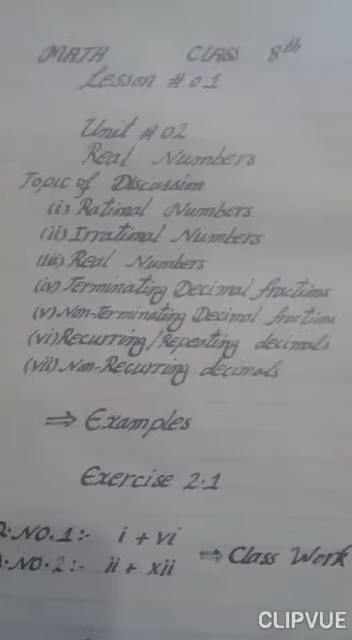 MATH CLASS 8th
Lesson # 01
Unit # 02
Real Numbers
Topic of Discussion
(i) Rational Numbers
(ii) Irrational Numbers
(iii) Real Numbers
(iv) Terminating Decimal fractions
(v) Non-Terminating Decimal fractions
(vi) Recurring/Repeating decimals
(vii) Non-Recurring decimals
⇒ Examples
Exercise 2.1
Q.NO.1:- i + vi
Q.NO.2:- ii + xii ⇒ Class Work
CLIPVUE